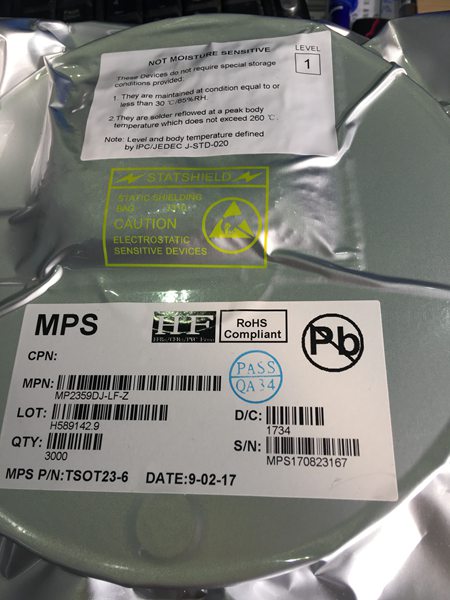 NOT MOISTURE SENSITIVE
LEVEL
1
These Devices do not require special storage
conditions provided.
1. They are maintained at condition equal to or
less than 30 ℃/85%RH.
2.They are solder reflowed at a peak body
temperature which does not exceed 260 ℃.
Note: Level and body temperature defined
by IPC/JEDEC J-STD-020
STATSHIELD
STATIC SHIELDING
BAG
CAUTION
ELECTROSTATIC
SENSITIVE DEVICES
MPS
HF
RoHS
Compliant
Pb
CPN:
PASS
QA34
MPN:
MP2359DJ-LF-Z
LOT:
H589142.9
D/C:
1734
QTY:
3000
S/N:
MPS170823167
MPS P/N:TSOT23-6 DATE:9-02-17